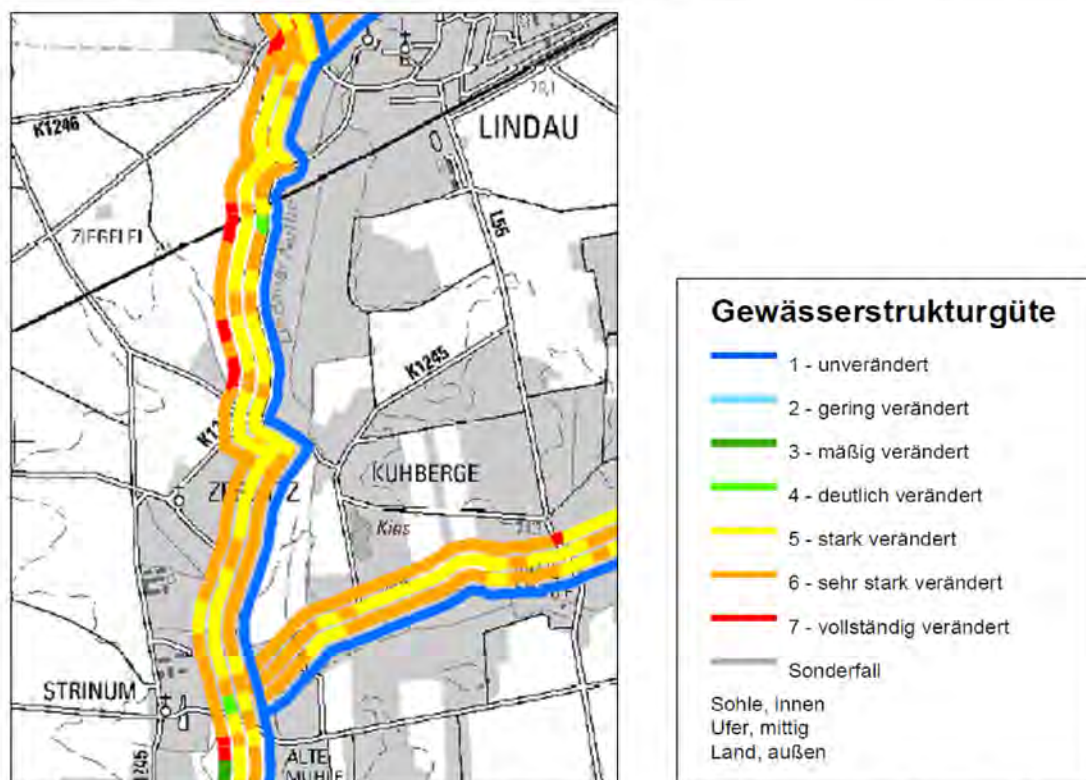 K1246
LINDAU
ZIEGELEI
L55
K1245
KUHBERGE
Kies
STRINUM
ALTE
MÜHLE
Gewässerstrukturgüte
1 - unverändert
2 - gering verändert
3 - mäßig verändert
4 - deutlich verändert
5 - stark verändert
6 - sehr stark verändert
7 - vollständig verändert
Sonderfall
Sohle, innen
Ufer, mittig
Land, außen